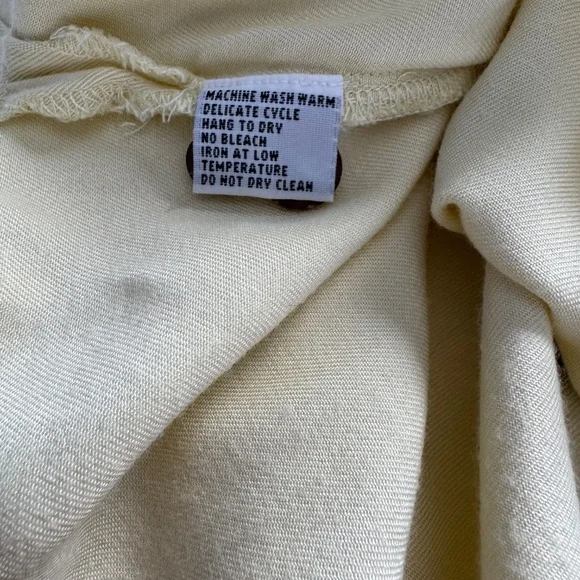 MACHINE WASH WARM
DELICATE CYCLE
HANG TO DRY
NO BLEACH
IRON AT LOW
TEMPERATURE
DO NOT DRY CLEAN